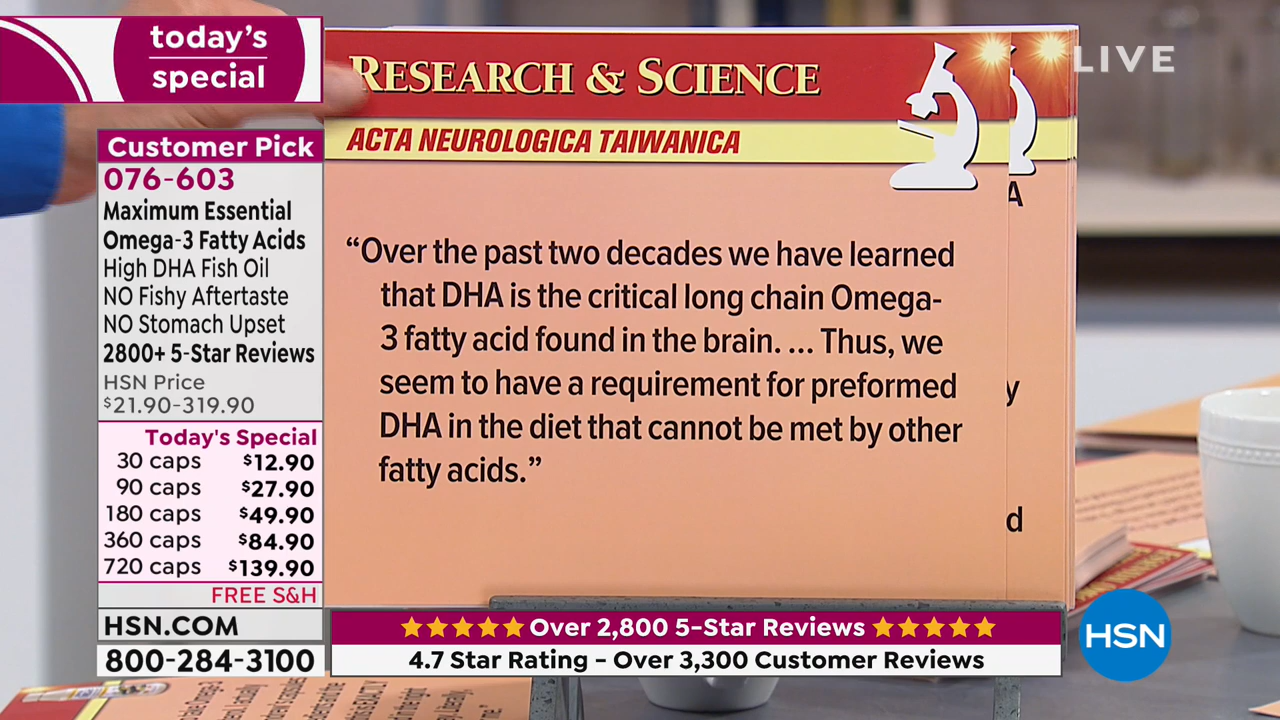 today's
special
Customer Pick
076-603
Maximum Essential
Omega-3 Fatty Acids
High DHA Fish Oil
NO Fishy Aftertaste
NO Stomach Upset
2800+ 5-Star Reviews
HSN Price
$21.90-319.90
Today's Special
30 caps $12.90
90 caps $27.90
180 caps $49.90
360 caps $84.90
720 caps $139.90
FREE S&H
HSN.COM
800-284-3100
RESEARCH & SCIENCE
ACTA NEUROLOGICA TAIWANICA
“Over the past two decades we have learned
that DHA is the critical long chain Omega-
3 fatty acid found in the brain. ... Thus, we
seem to have a requirement for preformed
DHA in the diet that cannot be met by other
fatty acids.”
A
y
d
LIVE
Over 2,800 5-Star Reviews
4.7 Star Rating - Over 3,300 Customer Reviews
HSN